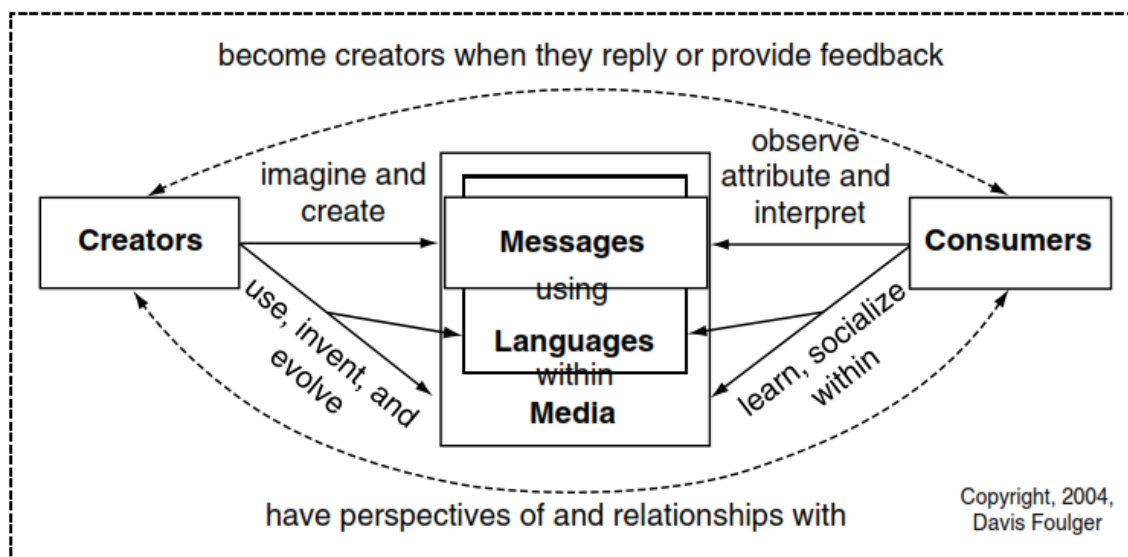 become creators when they reply or provide feedback
imagine and
create
observe
attribute and
interpret
Creators
Messages
using
Languages
within
Media
Consumers
use, invent, and
evolve
learn, socialize
within
have perspectives of and relationships with
Copyright, 2004,
Davis Foulger